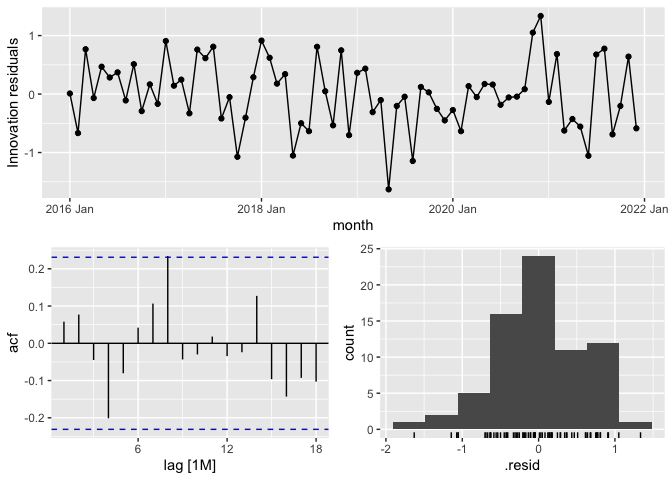 Innovation residuals
1
0
-1
2016 Jan
2018 Jan
2020 Jan
2022 Jan
month
acf
0.2
0.1
0.0
-0.1
-0.2
6
12
18
lag [1M]
count
25
20
15
10
5
0
-2
-1
0
1
.resid